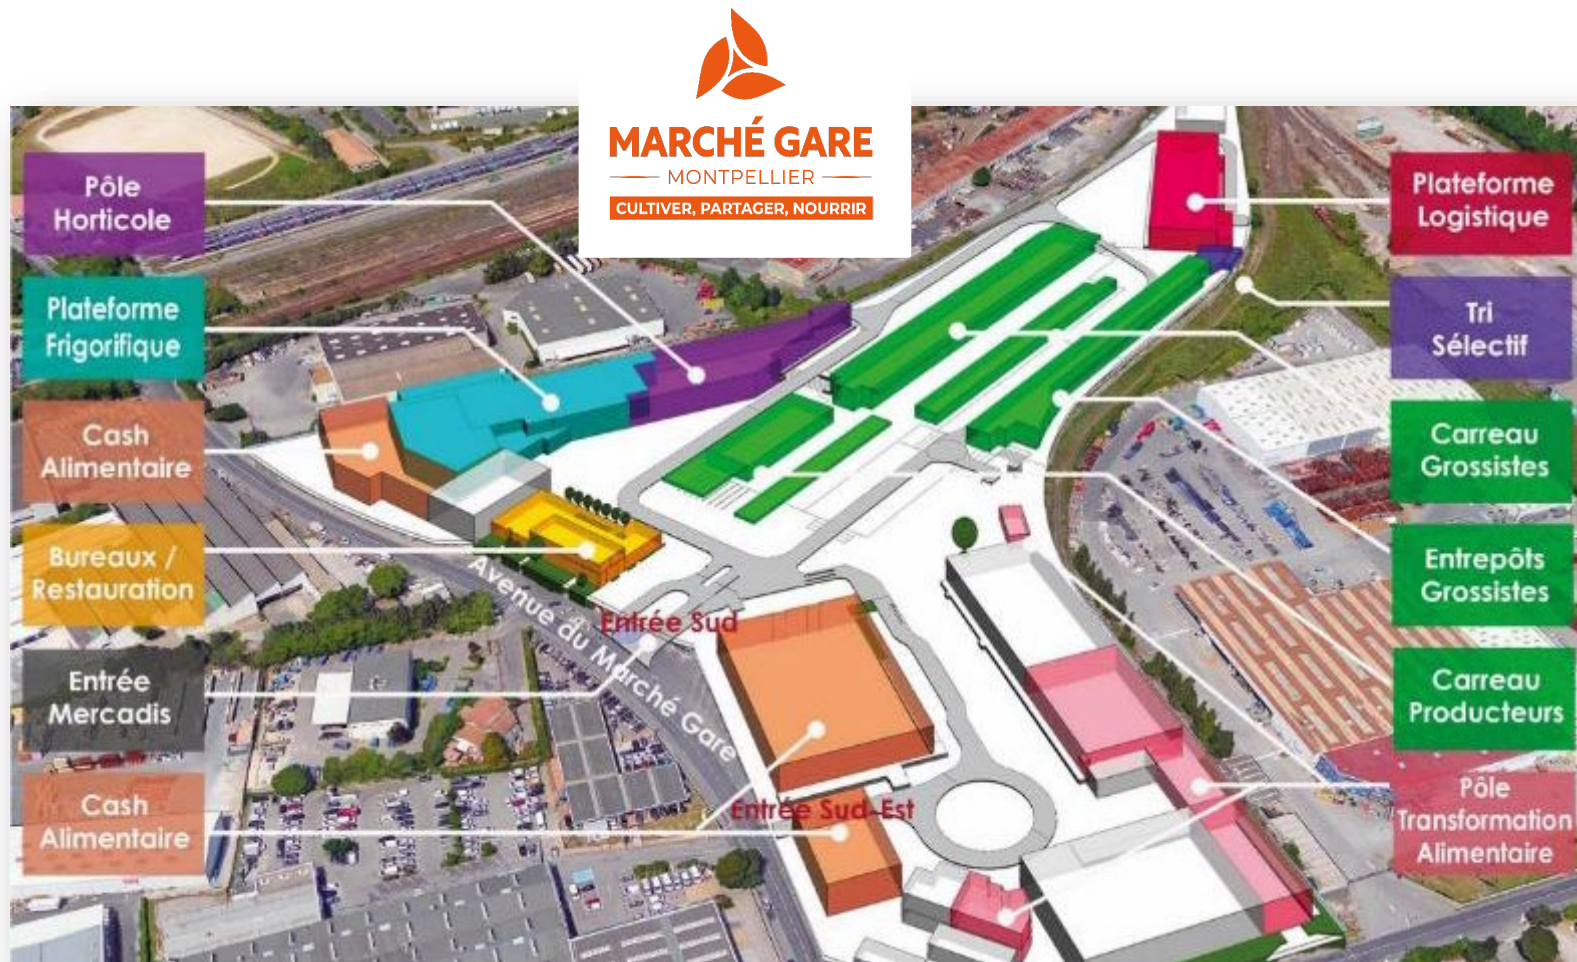 MARCHÉ GARE
MONTPELLIER
CULTIVER, PARTAGER, NOURRIR
Pôle
Horticole
Plateforme
Frigorifique
Cash
Alimentaire
Bureaux /
Restauration
Entrée
Mercadis
Cash
Alimentaire
Avenue du Marché Gare
Entrée Sud
Entrée Sud-Est
Plateforme
Logistique
Tri
Sélectif
Carreau
Grossistes
Entrepôts
Grossistes
Carreau
Producteurs
Pôle
Transformation
Alimentaire